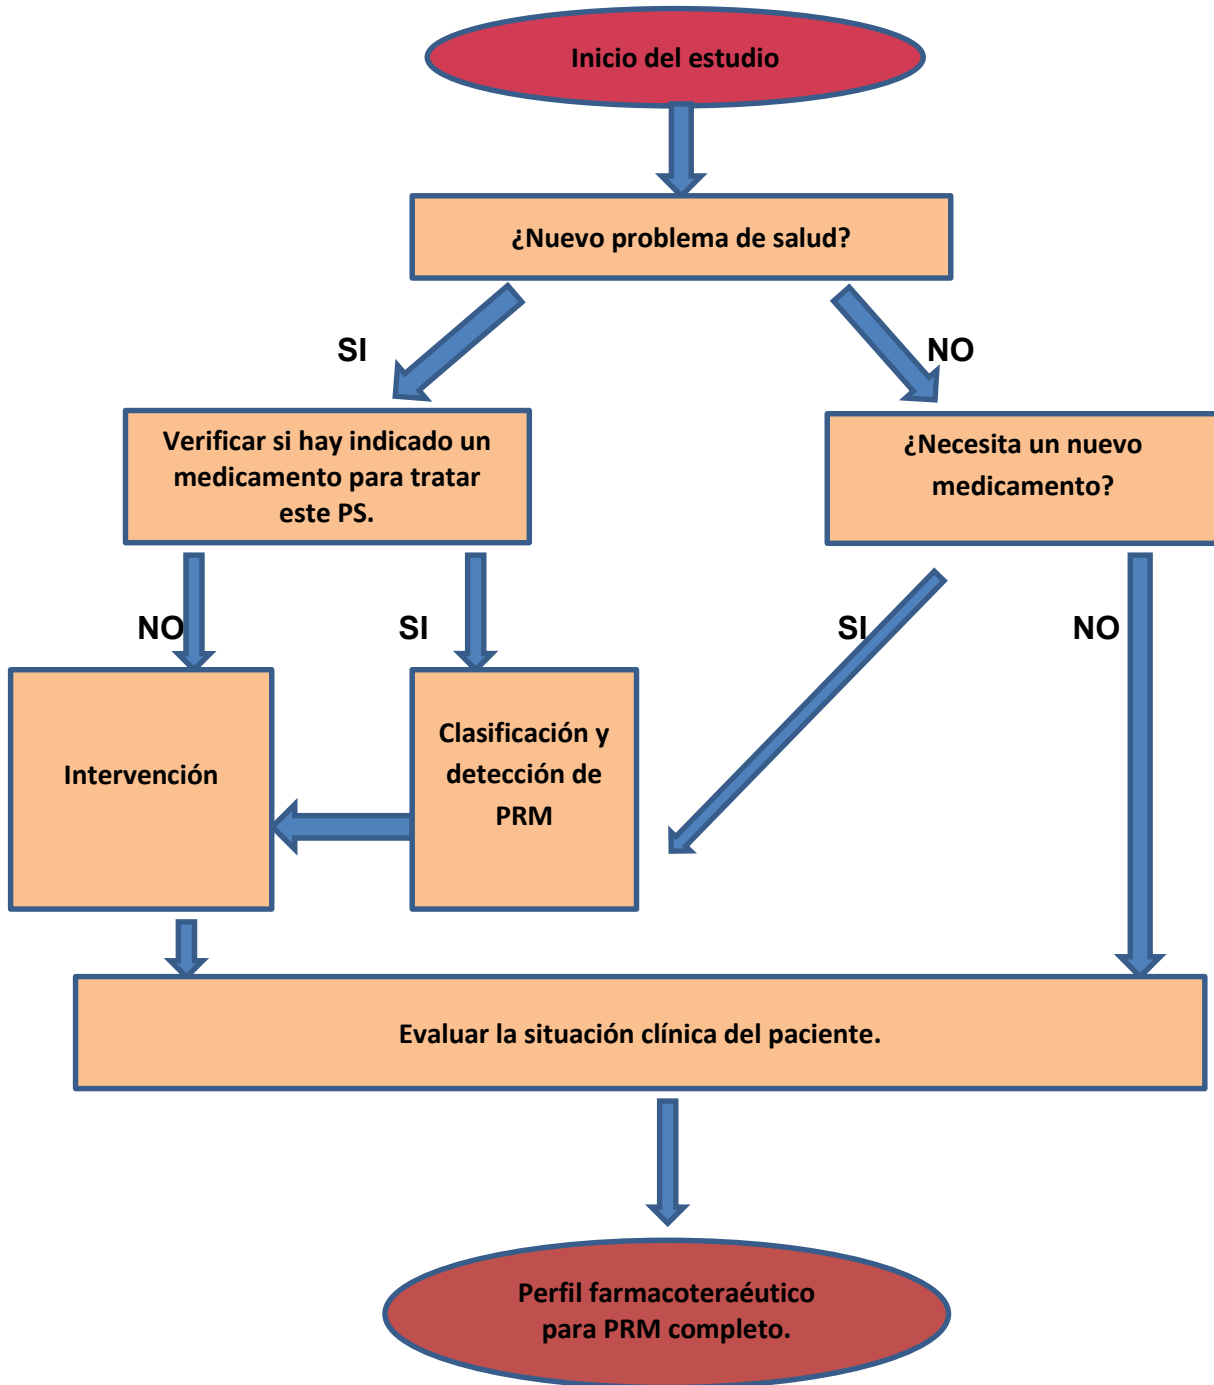 Inicio del estudio
¿Nuevo problema de salud?
SI
NO
Verificar si hay indicado un
medicamento para tratar
este PS.
¿Necesita un nuevo
medicamento?
NO
SI
SI
NO
Intervención
Clasificación y
detección de
PRM
Evaluar la situación clínica del paciente.
Perfil farmacoteraéutico
para PRM completo.